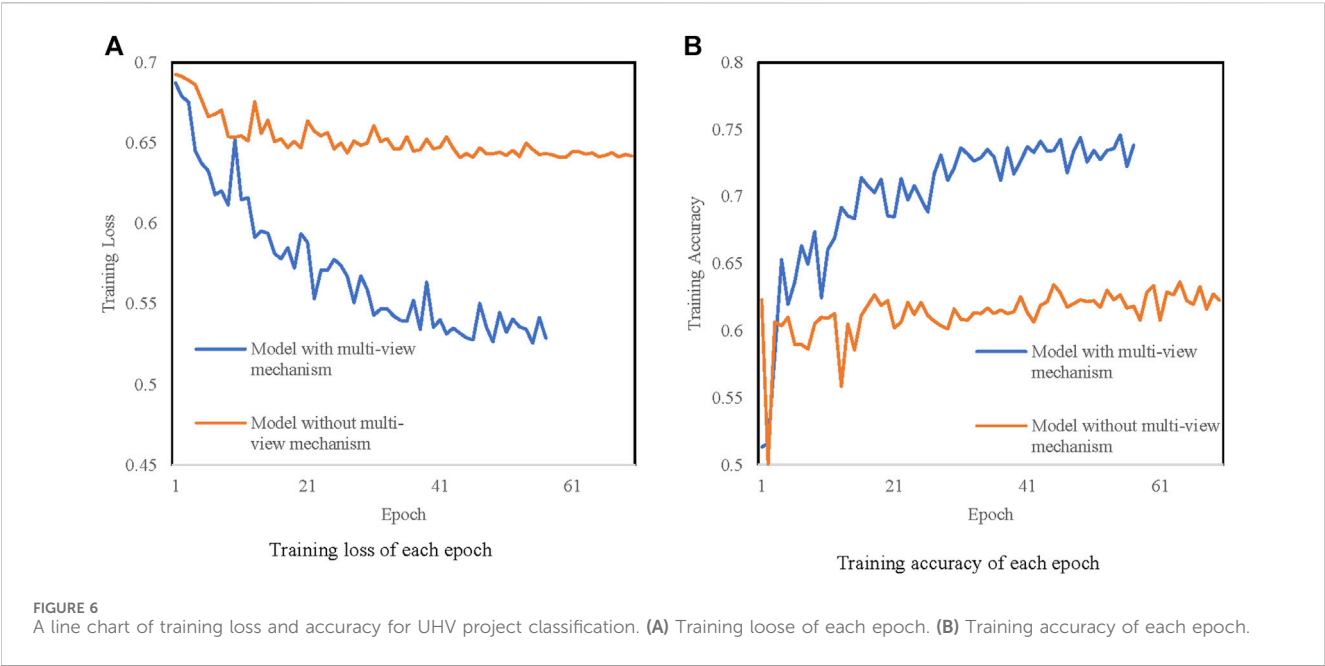 A
0.7
0.65
0.6
0.55
0.5
0.45
Training Loss
Model with multi-view
mechanism
Model without multi-
view mechanism
1
21
41
61
Epoch
Training loss of each epoch
B
0.8
0.75
0.7
0.65
0.6
0.55
0.5
Training Accuracy
Model with multi-view
mechanism
Model without multi-view
mechanism
1
21
41
61
Epoch
Training accuracy of each epoch
FIGURE 6
A line chart of training loss and accuracy for UHV project classification. (A) Training loose of each epoch. (B) Training accuracy of each epoch.